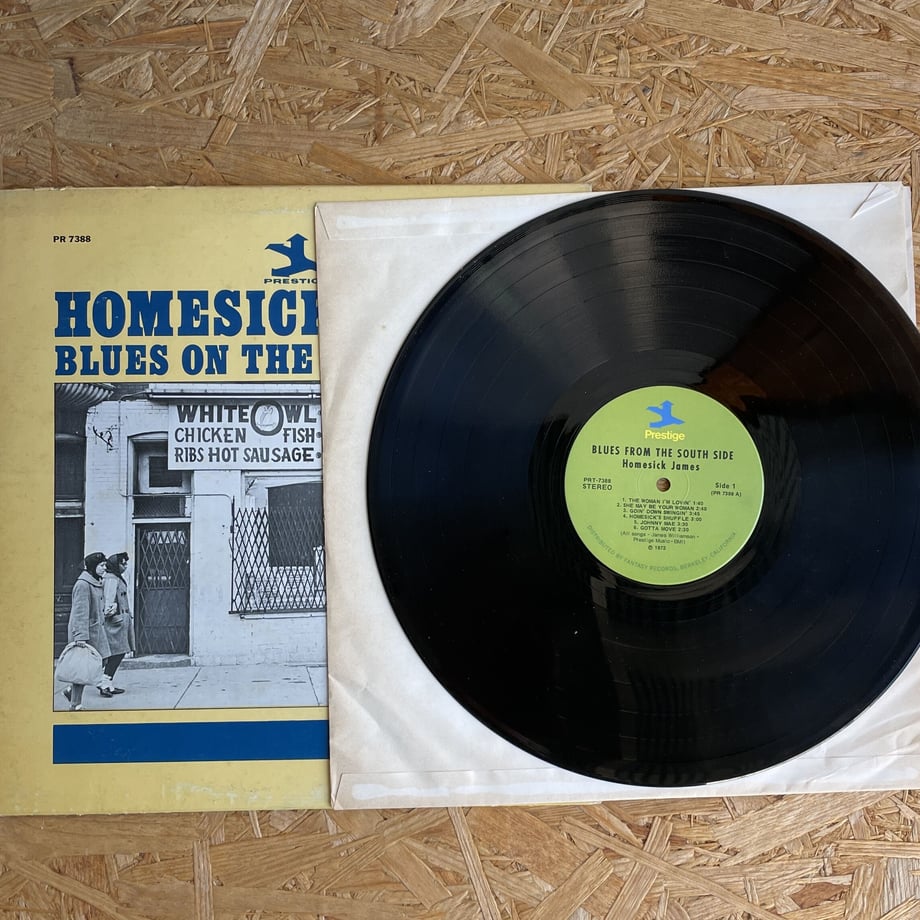 PR 7388
PRESTIG
HOMESICK
BLUES ON THE
WHITE OWL
CHICKEN FISH
RIBS HOT SAUSAGE
Prestige
BLUES FROM THE SOUTH SIDE
Homesick James
PRT-7388
STEREO
Side 1
(PR 7388 A)
1. THE WOMAN I'M LOVIN' 1:40
2. SHE MAY BE YOUR WOMAN 2:48
3. GOIN' DOWN SWINGIN' 3:45
4. HOMESICK'S SHUFFLE 3:00
5. JOHNNY MAE 3:30
6. GOTTA MOVE 2:30
(All songs - James Williamson -
Prestige Music-BMI)
© 1972
DISTRIBUTED BY FANTASY RECORDS, BERKELEY, CALIFORNIA